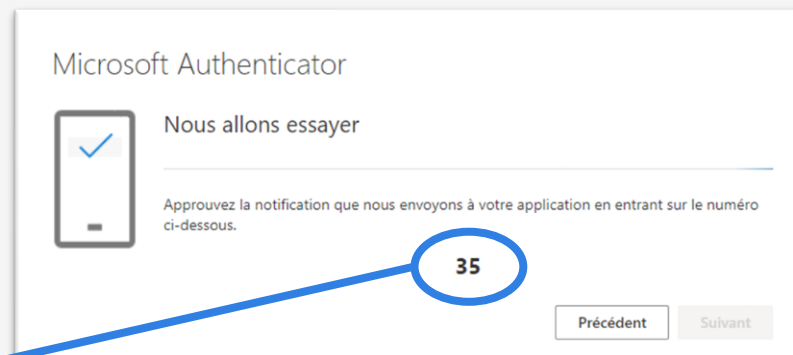 Microsoft Authenticator
Nous allons essayer
Approuvez la notification que nous envoyons à votre application en entrant sur le numéro
ci-dessous.
35
Précédent
Suivant